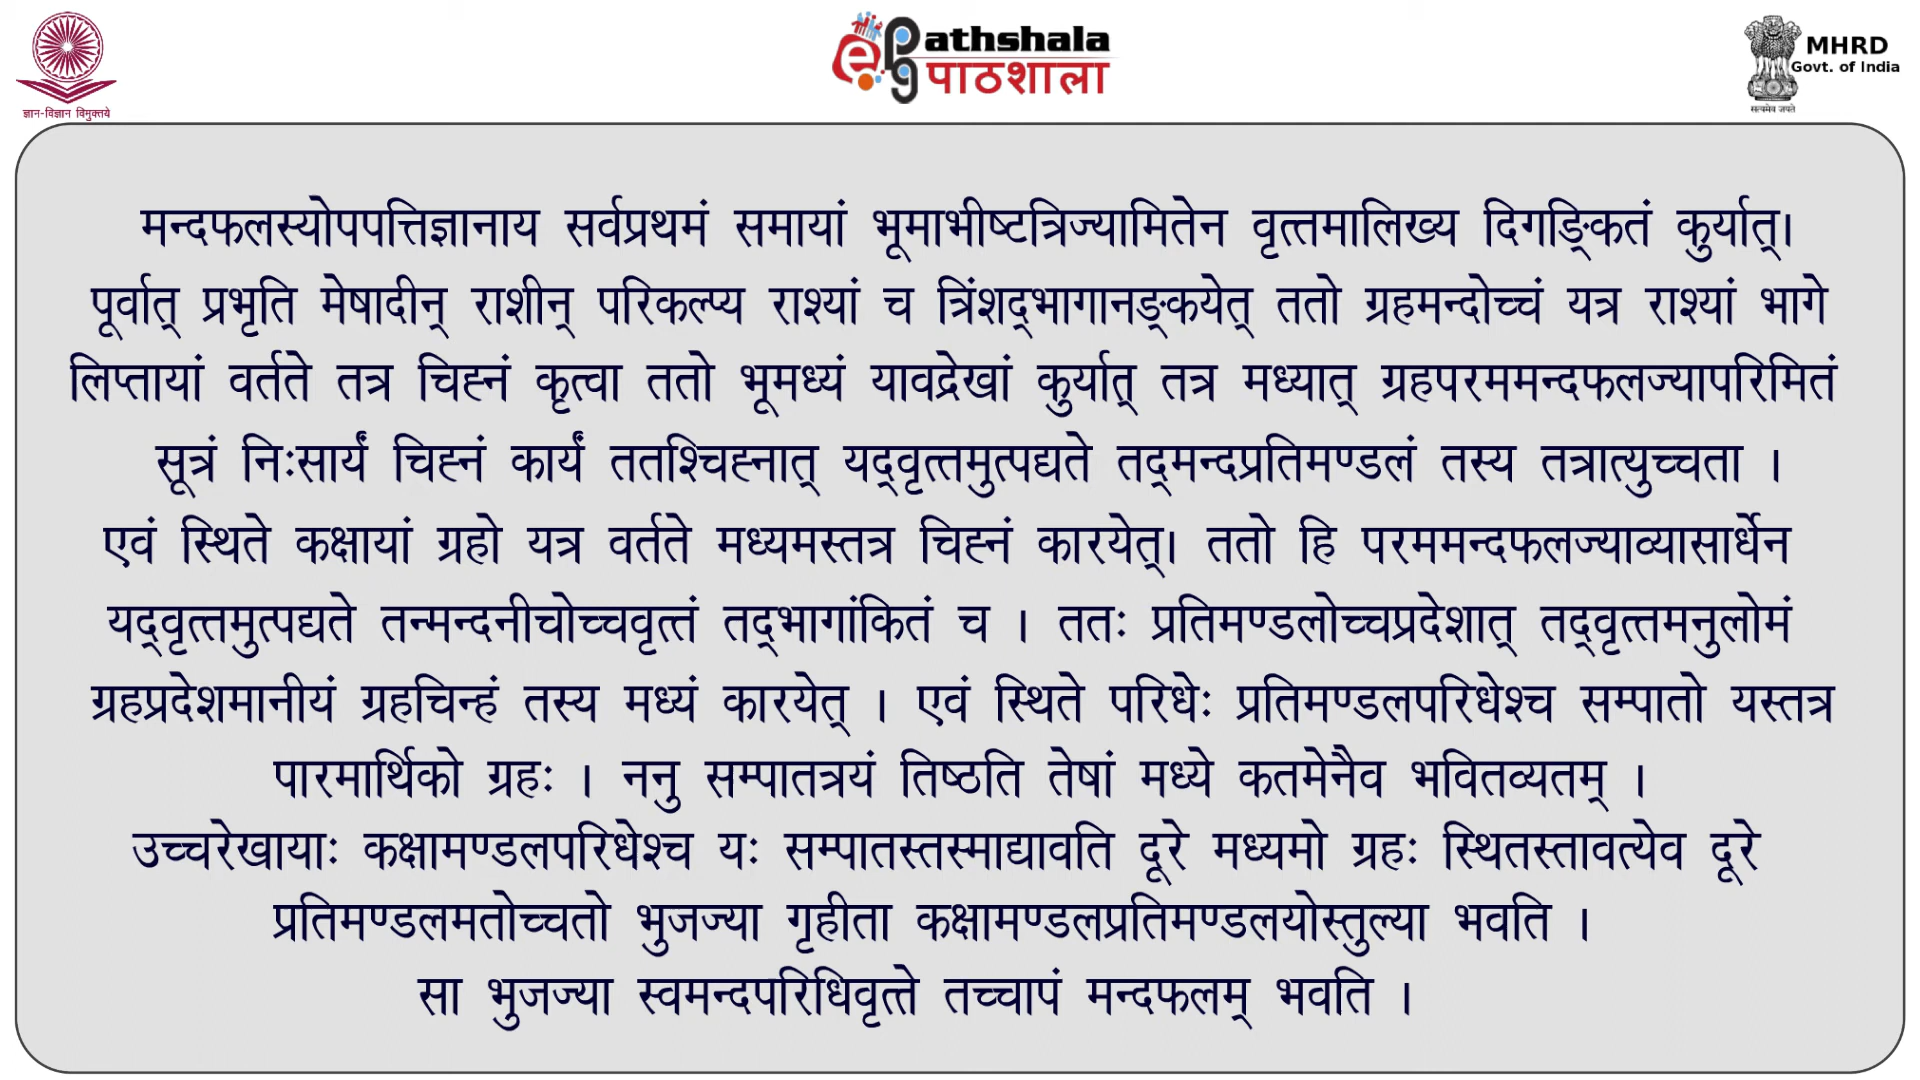 ज्ञान-विज्ञान विमुक्तये
ePG athshala
पाठशाला
MHRD
Govt. of India
सत्यमेव जयते
मन्दफलस्योपपत्तिज्ञानाय सर्वप्रथमं समायां भूमाभीष्टत्रिज्यामितेन वृत्तमालिख्य दिगङ्कितं कुर्यात्।
पूर्वात् प्रभृति मेषादीन् राशीन् परिकल्प्य राश्यां च त्रिंशद्भागानङ्कयेत् ततो ग्रहमन्दोच्चं यत्र राश्यां भागे
लिप्तायां वर्तते तत्र चिह्नं कृत्वा ततो भूमध्यं यावद्रेखां कुर्यात् तत्र मध्यात् ग्रहपरममन्दफलज्यापरिमितं
सूत्रं निःसार्यं चिह्नं कार्यं ततश्चिह्नात् यद्वृत्तमुत्पद्यते तद्मन्दप्रतिमण्डलं तस्य तत्रात्युच्चता ।
एवं स्थिते कक्षायां ग्रहो यत्र वर्तते मध्यमस्तत्र चिह्नं कारयेत्। ततो हि परममन्दफलज्याव्यासार्धेन
यद्वृत्तमुत्पद्यते तन्मन्दनीचोच्चवृत्तं तद्भागांकितं च । ततः प्रतिमण्डलोच्चप्रदेशात् तद्वृत्तमनुलोमं
ग्रहप्रदेशमानीयं ग्रहचिन्हं तस्य मध्यं कारयेत् । एवं स्थिते परिधेः प्रतिमण्डलपरिधेश्च सम्पातो यस्तत्र
पारमार्थिको ग्रहः । ननु सम्पातत्रयं तिष्ठति तेषां मध्ये कतमेनैव भवितव्यतम् ।
उच्चरेखायाः कक्षामण्डलपरिधेश्च यः सम्पातस्तस्माद्यावति दूरे मध्यमो ग्रहः स्थितस्तावत्येव दूरे
प्रतिमण्डलमतोच्चतो भुजज्या गृहीता कक्षामण्डलप्रतिमण्डलयोस्तुल्या भवति ।
सा भुजज्या स्वमन्दपरिधिवृत्ते तच्चापं मन्दफलम् भवति ।